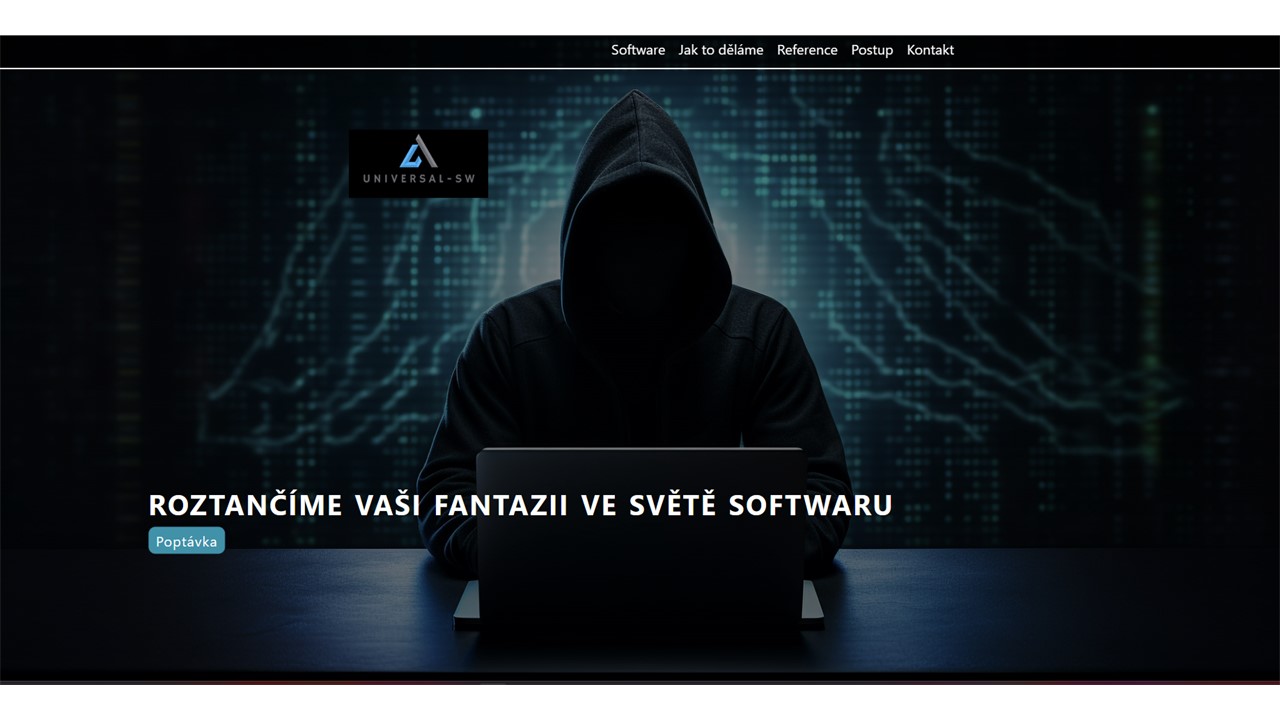 Software Jak to děláme Reference Postup Kontakt
UNIVERSAL-SW
ROZTANČÍME VAŠI FANTAZII VE SVĚTĚ SOFTWARU
Poptávka